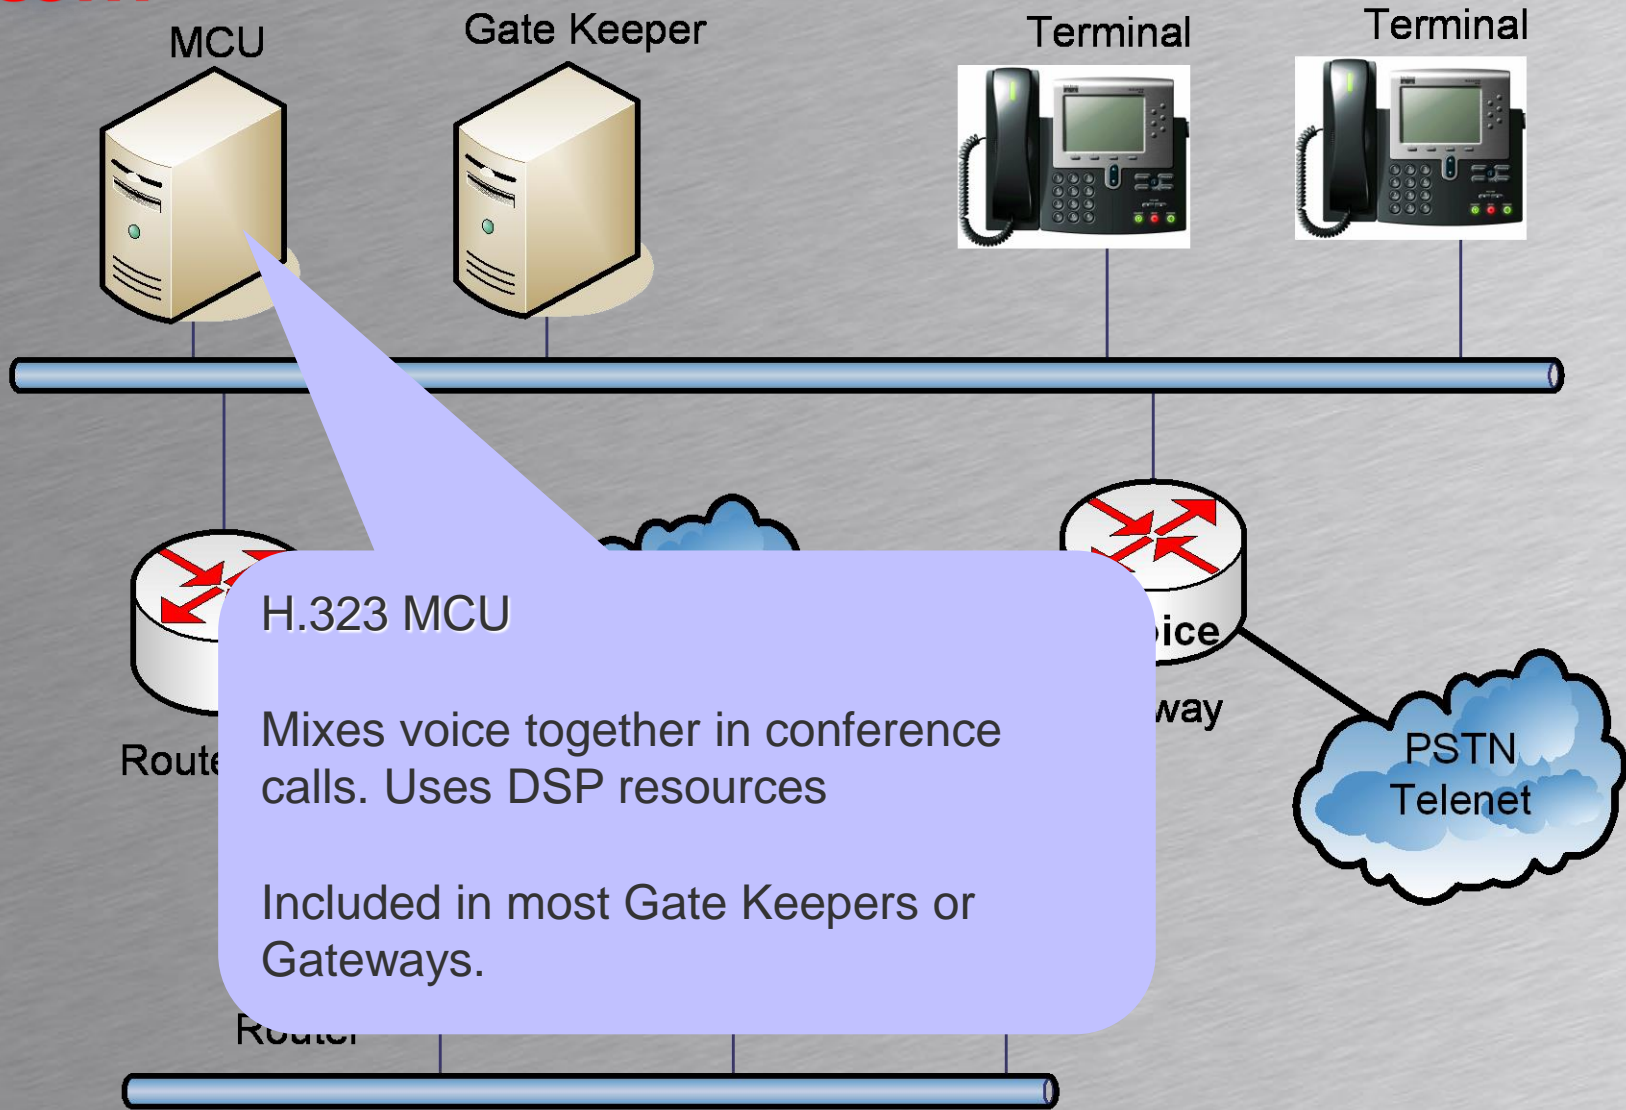 MCU
Gate Keeper
Terminal
Terminal
H.323 MCU
Mixes voice together in conference
calls. Uses DSP resources
Included in most Gate Keepers or
Gateways.
PSTN
Telenet
Router